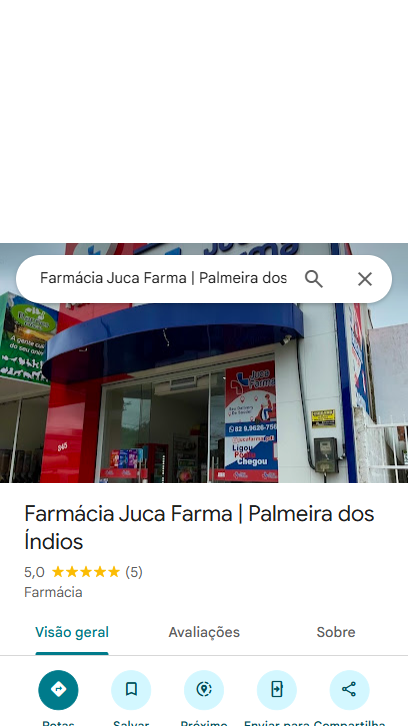 Juco
Farma
Farmácia Juca Farma | Palmeira dos
A gente cuida
do seu amor
Juca
Farma
82 9.9626-756
Ligou
Pediu
Chegou
245
Farmácia Juca Farma | Palmeira dos
Índios
5,0 ★★★★★ (5)
Farmácia
Visão geral
Avaliações
Sobre
Rotas
Salvar
Próximo
Enviar para
Compartilha